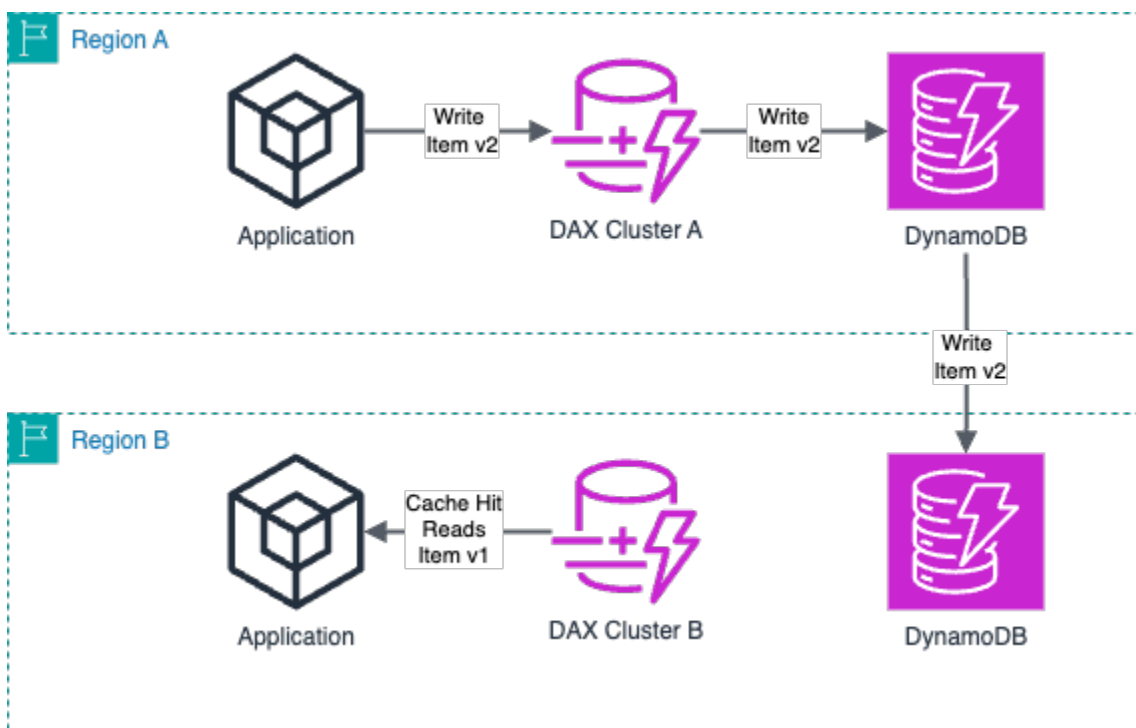 Region A
Write
Item v2
Write
Item v2
Application
DAX Cluster A
DynamoDB
Write
Item v2
Region B
Cache Hit
Reads
Item v1
Application
DAX Cluster B
DynamoDB